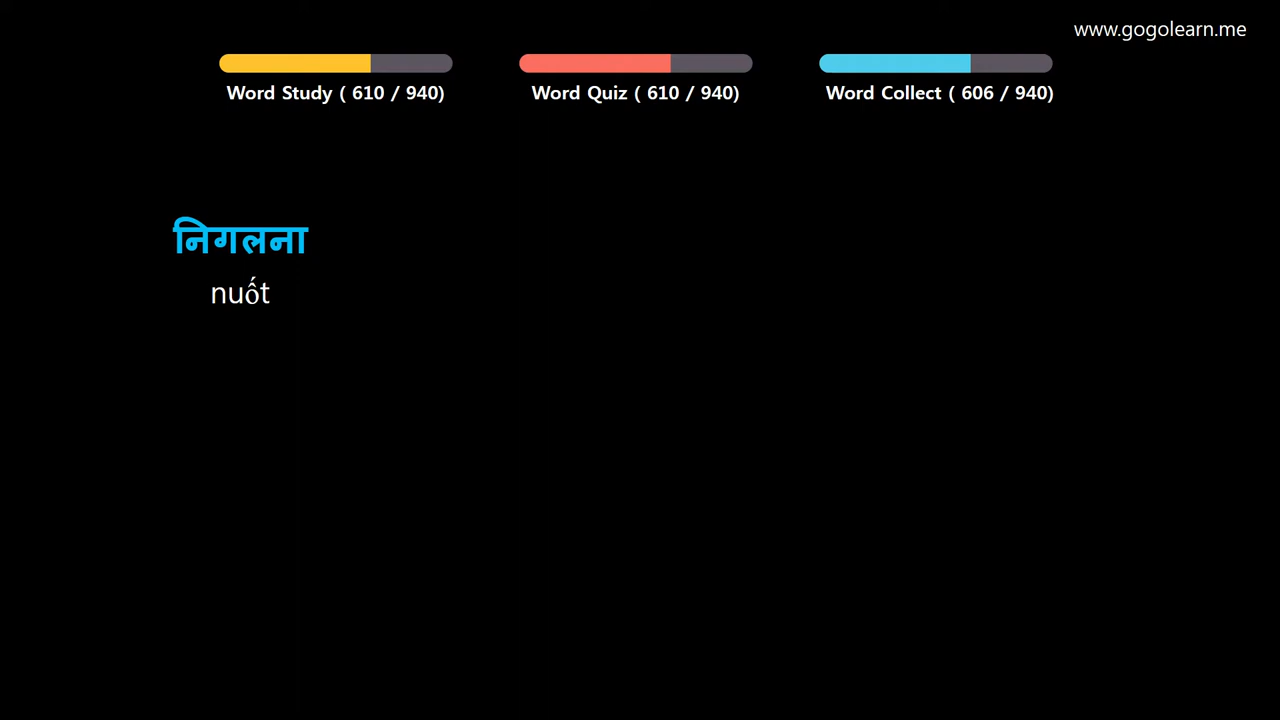 www.gogolearn.me
Word Study ( 610 / 940)
Word Quiz ( 610 / 940)
Word Collect ( 606 / 940)
निगलना
nuốt